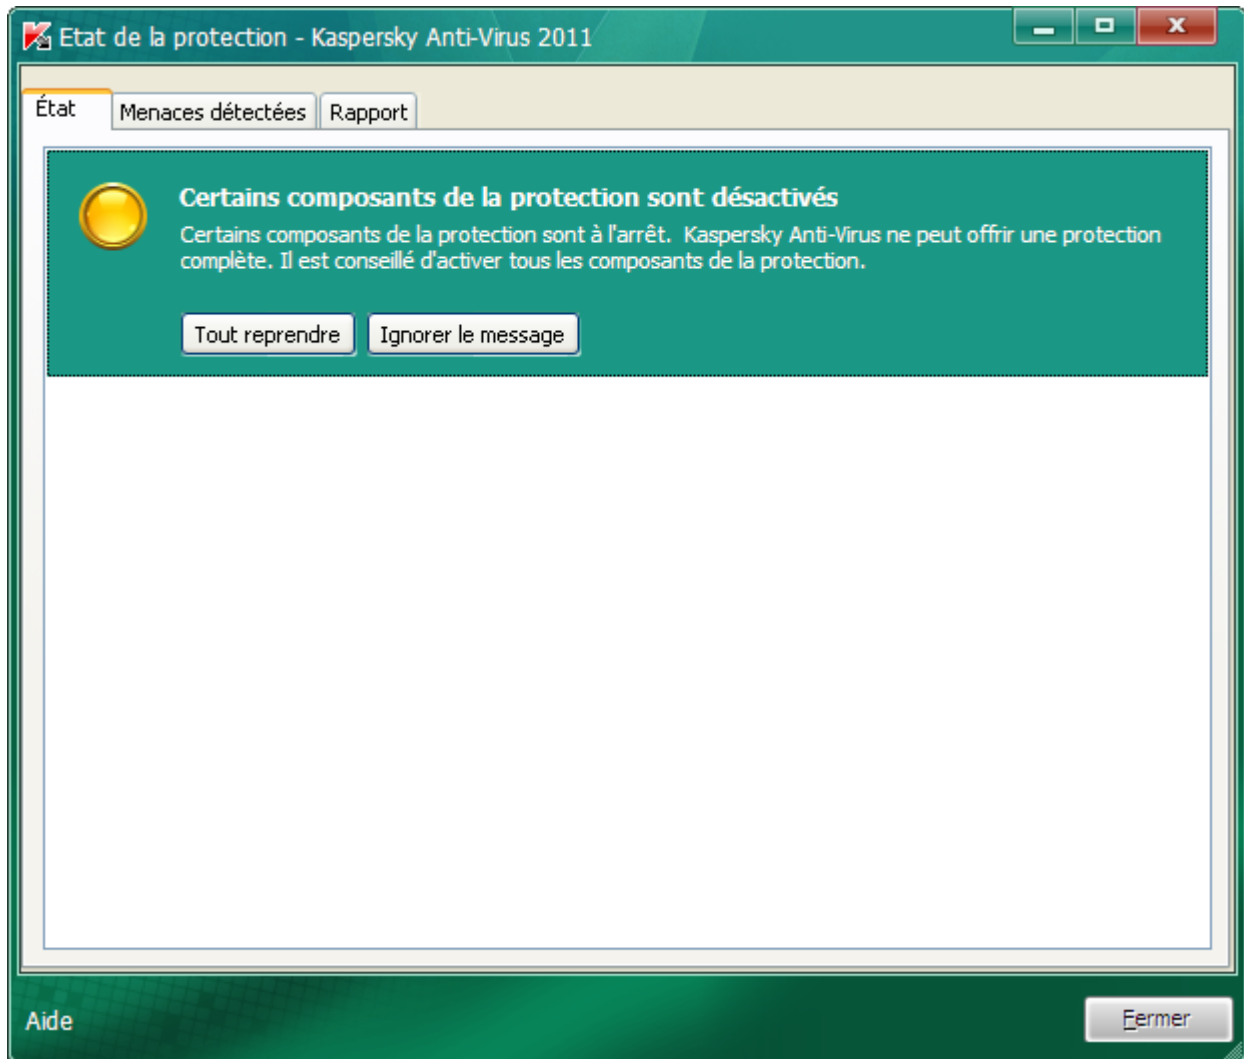 Etat de la protection - Kaspersky Anti-Virus 2011
État
Menaces détectées
Rapport
Certains composants de la protection sont désactivés
Certains composants de la protection sont à l'arrêt.  Kaspersky Anti-Virus ne peut offrir une protection
complète. Il est conseillé d'activer tous les composants de la protection.
Tout reprendre
Ignorer le message
Aide
Fermer